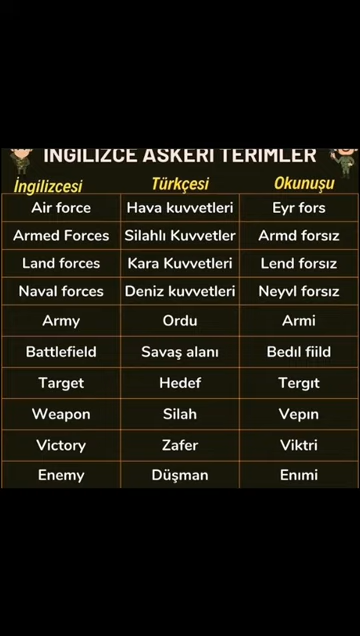 İNGİLİZCE ASKERİ TERİMLER
İngilizcesi Türkçesi Okunuşu
Air force Hava kuvvetleri Eyr fors
Armed Forces Silahlı Kuvvetler Armd forsız
Land forces Kara Kuvvetleri Lend forsız
Naval forces Deniz kuvvetleri Neyvl forsız
Army Ordu Armi
Battlefield Savaş alanı Bedıl fiild
Target Hedef Tergıt
Weapon Silah Vepın
Victory Zafer Viktri
Enemy Düşman Enımi